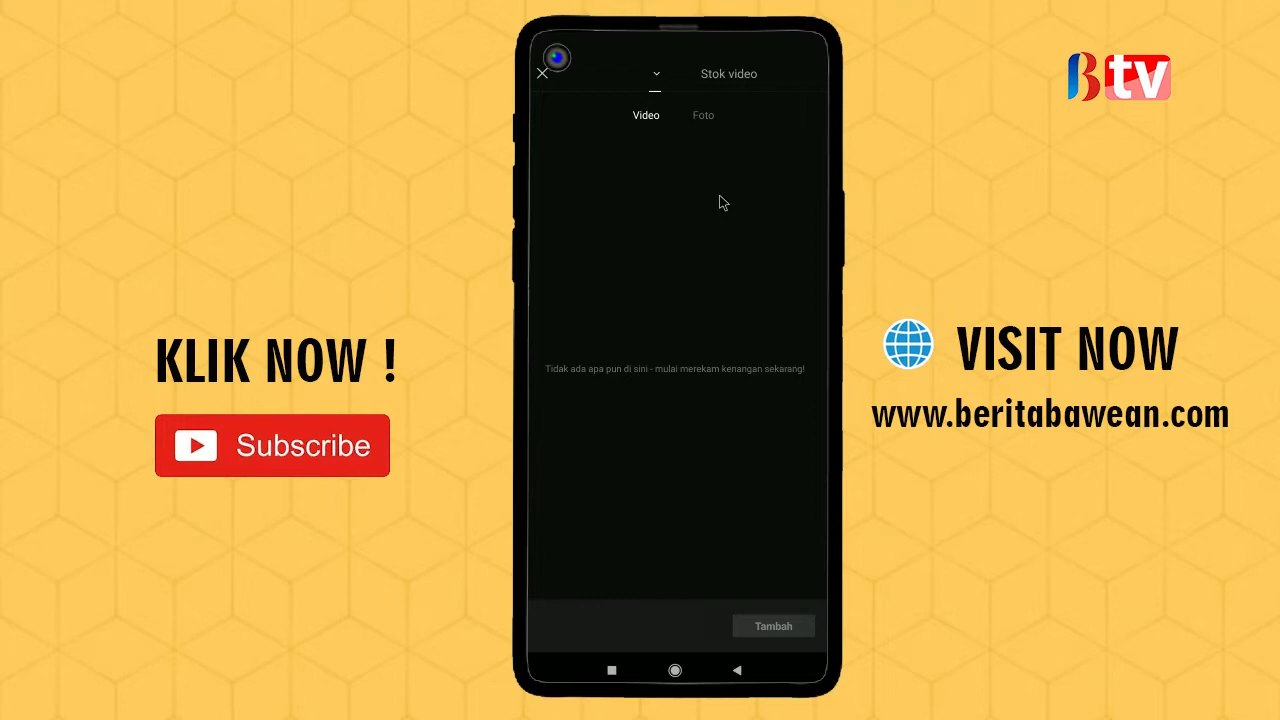 Btv
Stok video
Video Foto
Tidak ada apa pun di sini - mulai merekam kenangan sekarang!
Tambah
KLIK NOW !
Subscribe
VISIT NOW
www.beritabawean.com